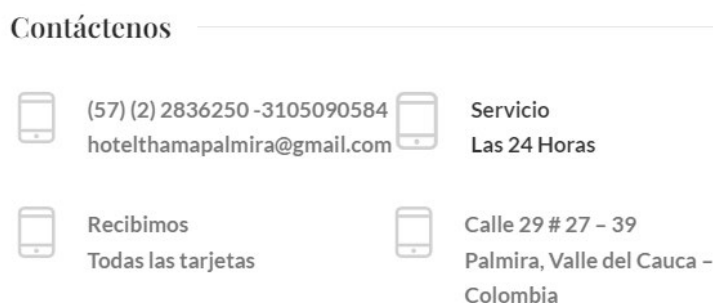 Contáctenos
(57) (2) 2836250 -3105090584
hotelthamapalmira@gmail.com
Servicio
Las 24 Horas
Recibimos
Todas las tarjetas
Calle 29 # 27 – 39
Palmira, Valle del Cauca –
Colombia